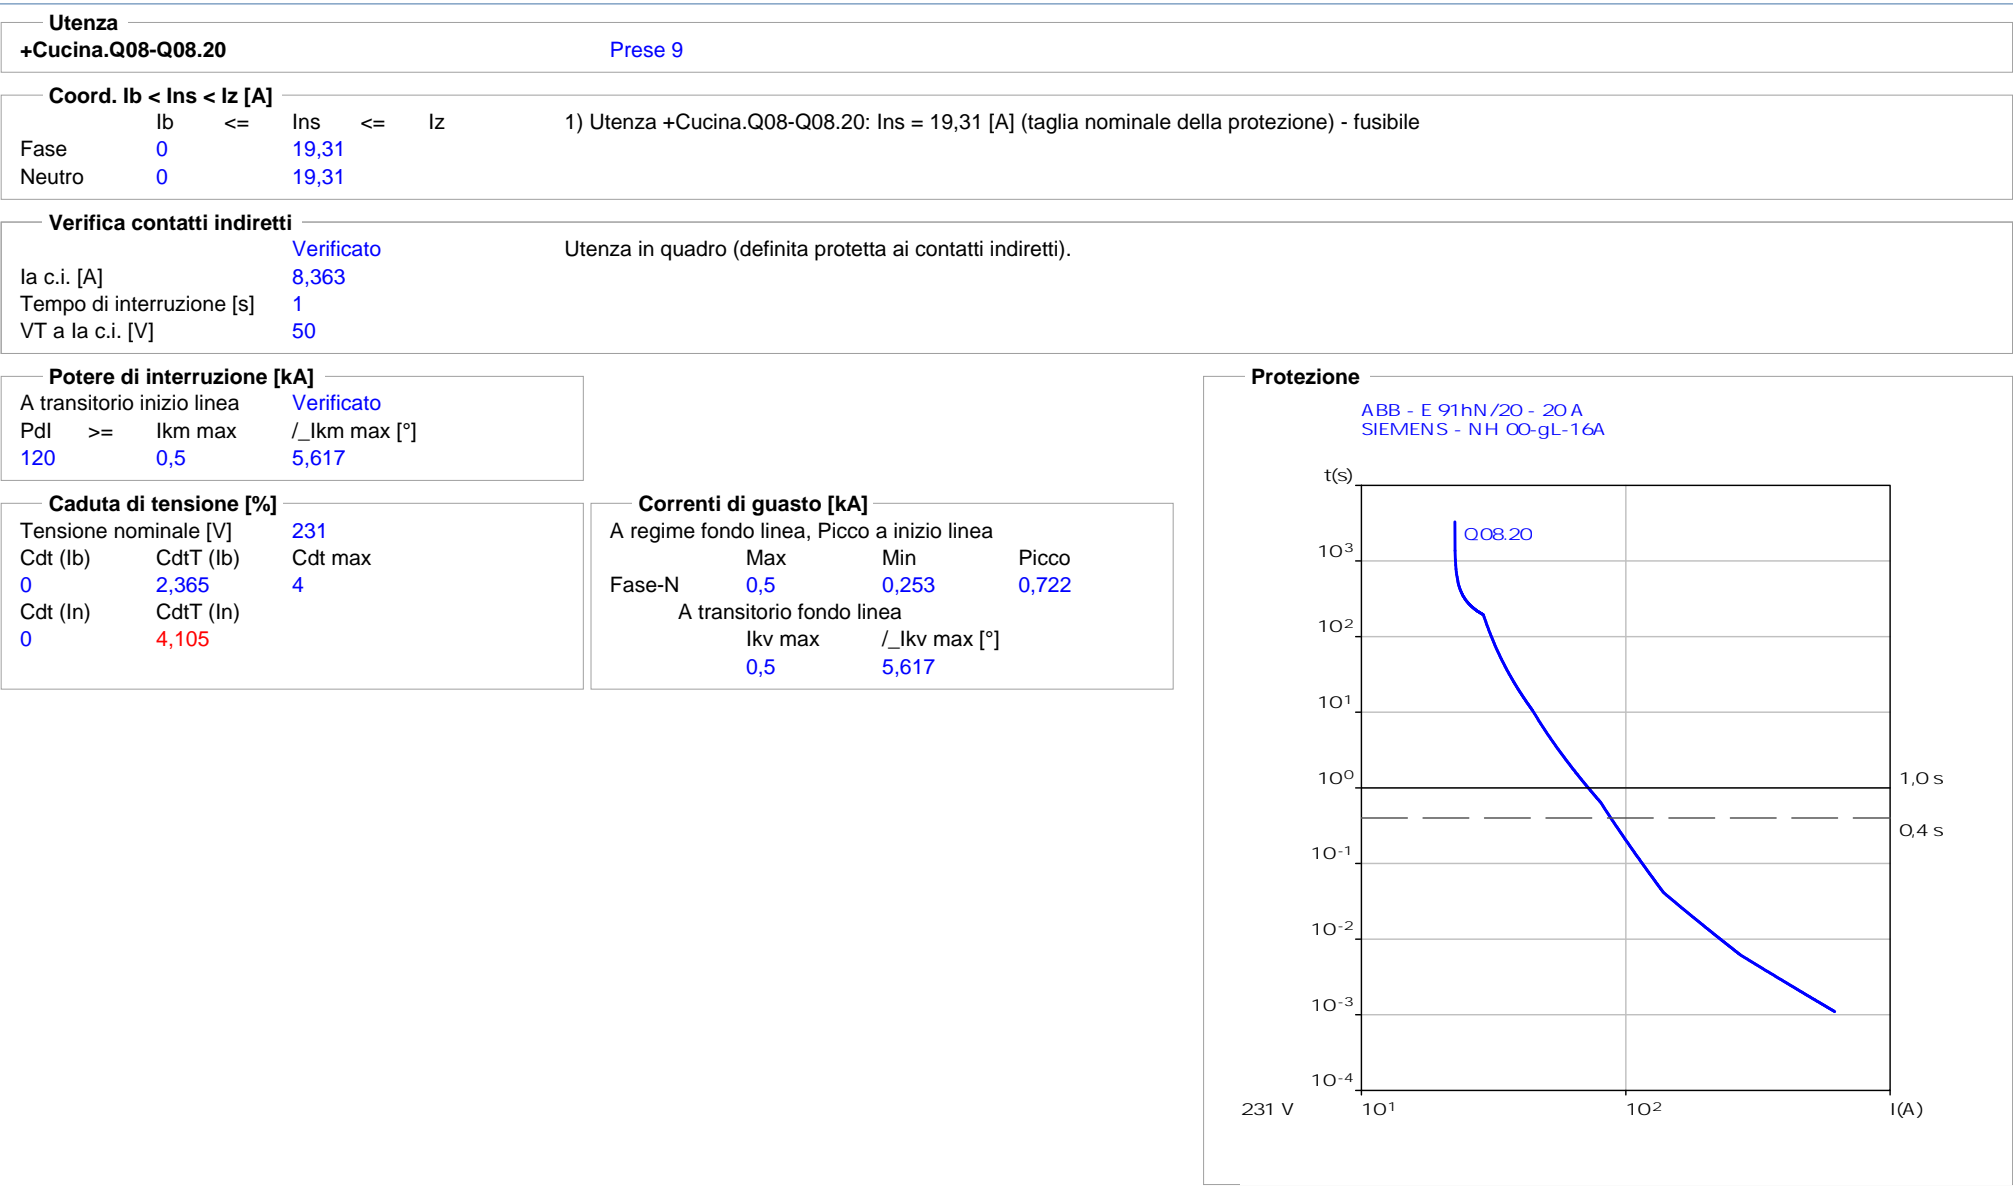 Utenza
+Cucina.Q08-Q08.20 Prese 9
Coord. Ib < Ins < Iz [A]
Ib <= Ins <= Iz 1) Utenza +Cucina.Q08-Q08.20: Ins = 19,31 [A] (taglia nominale della protezione) - fusibile
Fase 0 19,31
Neutro 0 19,31
Verifica contatti indiretti
Verificato Utenza in quadro (definita protetta ai contatti indiretti).
Ia c.i. [A] 8,363
Tempo di interruzione [s] 1
VT a Ia c.i. [V] 50
Potere di interruzione [kA]
A transitorio inizio linea Verificato
PdI >= Ikm max /_Ikm max [°]
120 0,5 5,617
Caduta di tensione [%]
Tensione nominale [V] 231
Cdt (Ib) CdtT (Ib) Cdt max
0 2,365 4
Cdt (In) CdtT (In)
0 4,105
Correnti di guasto [kA]
A regime fondo linea, Picco a inizio linea
Max Min Picco
Fase-N 0,5 0,253 0,722
A transitorio fondo linea
Ikv max /_Ikv max [°]
0,5 5,617
Protezione
ABB - E 91hN/20 - 20 A
SIEMENS - NH 00-gL-16A
t(s)
Q08.20
10³
10²
10¹
10⁰
1,0 s
0,4 s
10⁻¹
10⁻²
10⁻³
10⁻⁴
231 V 10¹ 10² I(A)